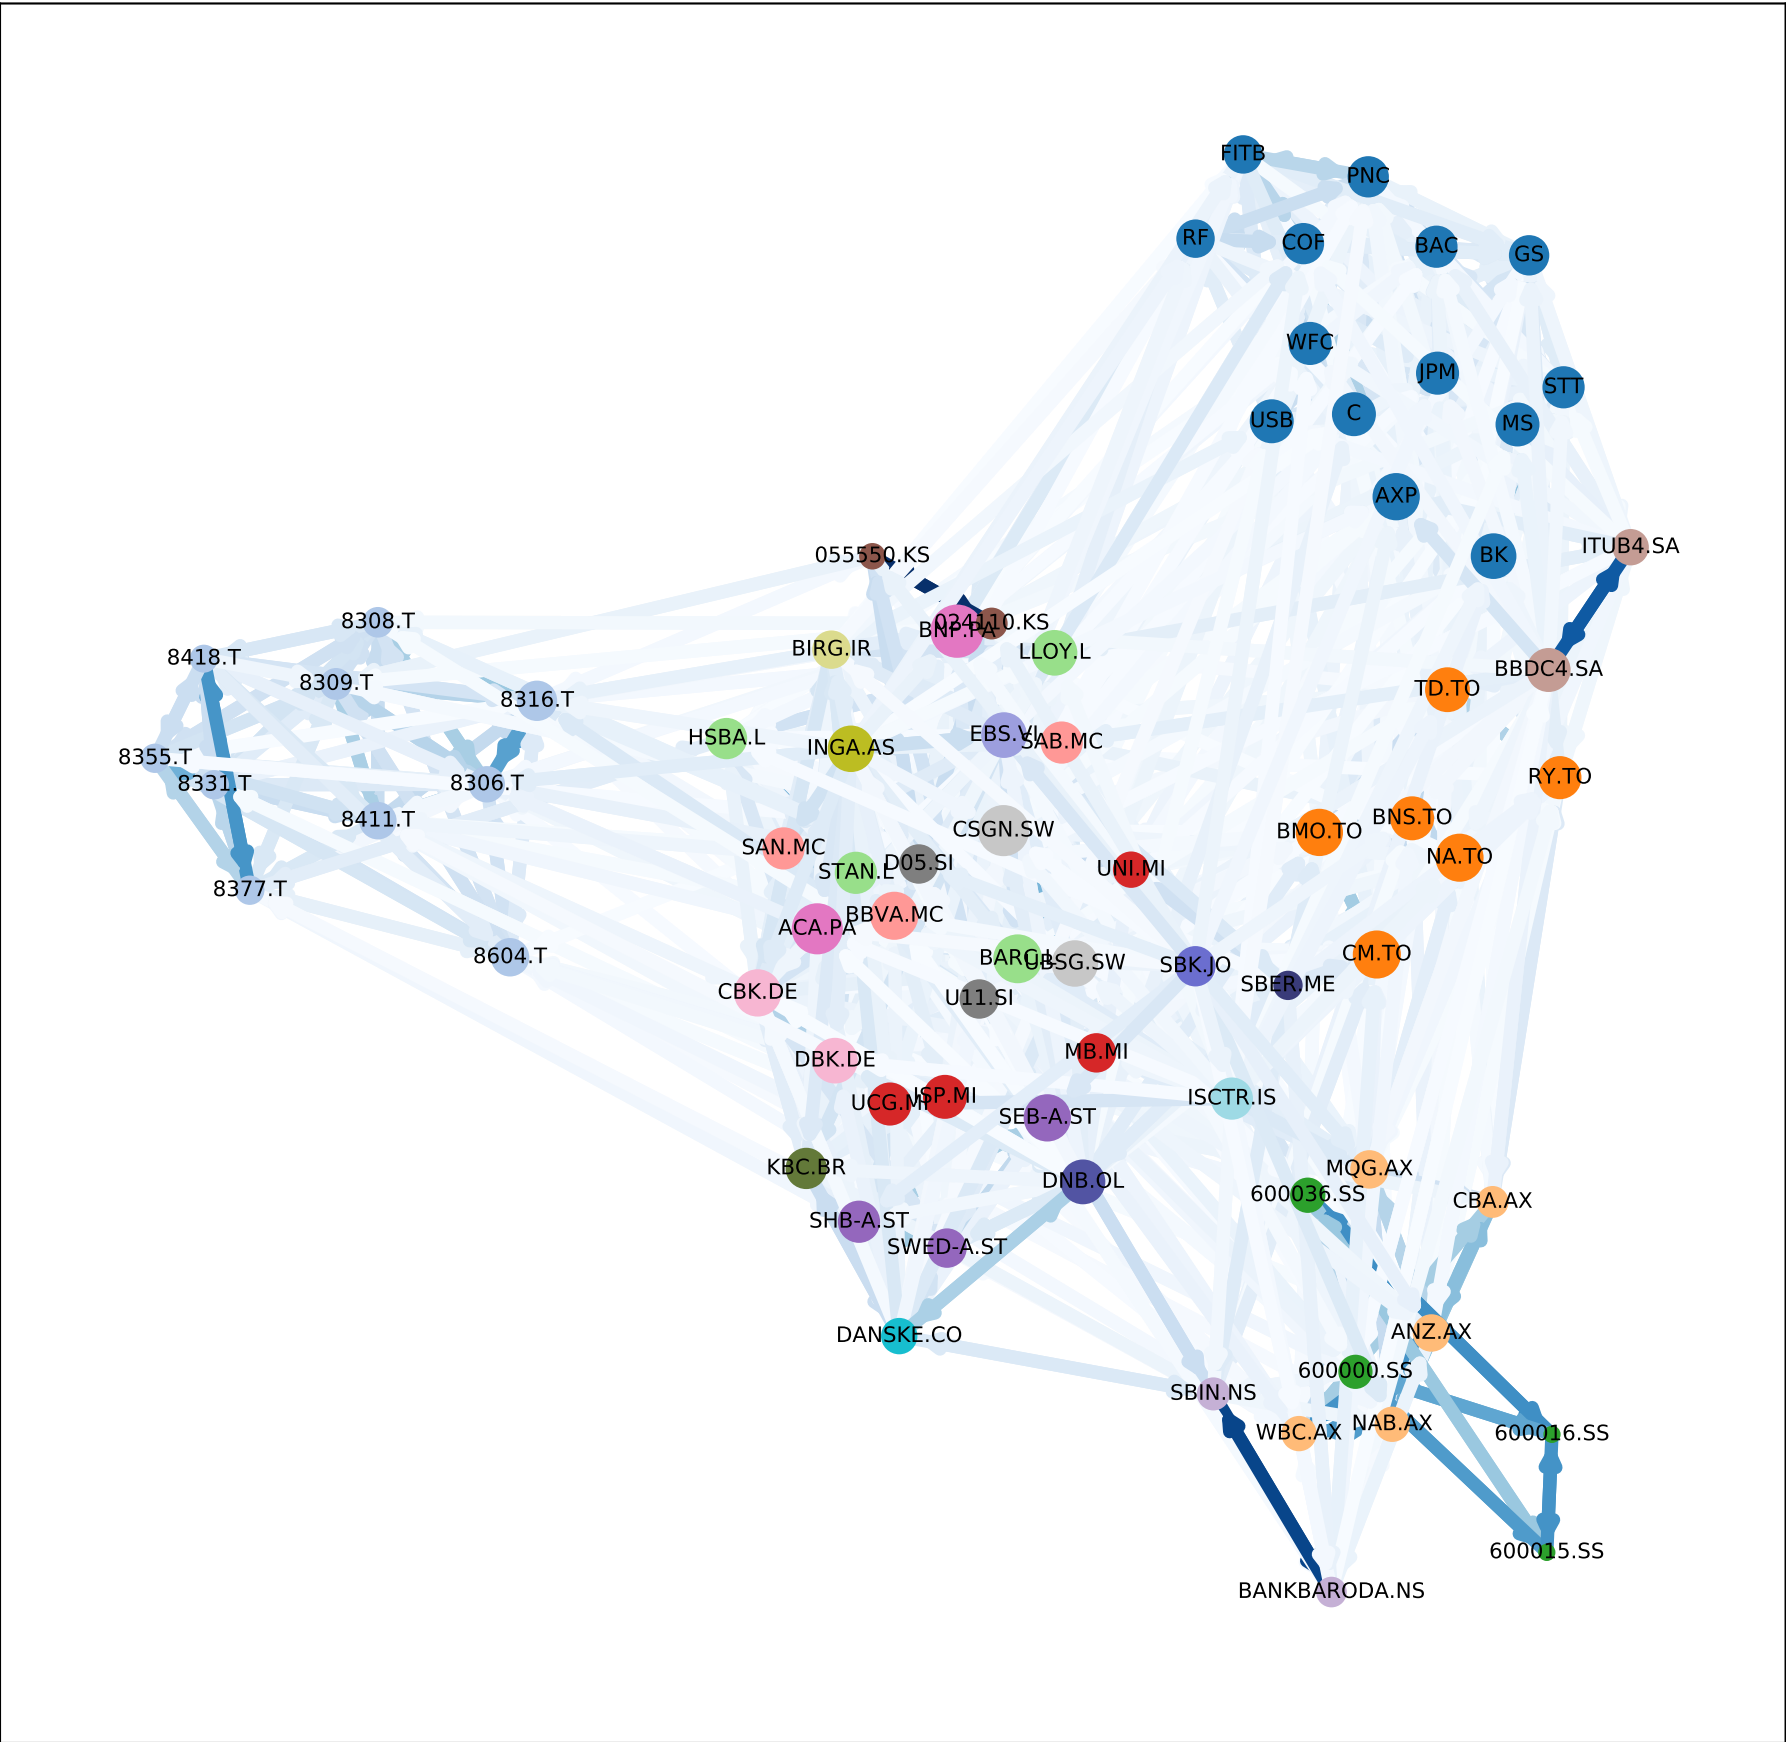 FITB
PNC
RF
COF
BAC
GS
WFC
JPM
STT
USB
C
MS
AXP
ITUB4.SA
055550.KS
BK
8308.T
024110.KS
BNP.PA
BIRG.IR
LLOY.L
8418.T
BBDC4.SA
8309.T
TD.TO
8316.T
HSBA.L
INGA.AS
EBS.VI
SAB.MC
8355.T
8331.T
8306.T
RY.TO
8411.T
BNS.TO
CSGN.SW
BMO.TO
SAN.MC
NA.TO
STAN.L
D05.SI
UNI.MI
8377.T
ACA.PA
BBVA.MC
8604.T
BARC.L
UBSG.SW
SBK.JO
CM.TO
CBK.DE
U11.SI
SBER.ME
DBK.DE
MB.MI
UCG.MI
ISP.MI
SEB-A.ST
ISCTR.IS
KBC.BR
DNB.OL
MQG.AX
600036.SS
CBA.AX
SHB-A.ST
SWED-A.ST
DANSKE.CO
ANZ.AX
600000.SS
SBIN.NS
WBC.AX
NAB.AX
600016.SS
600015.SS
BANKBARODA.NS